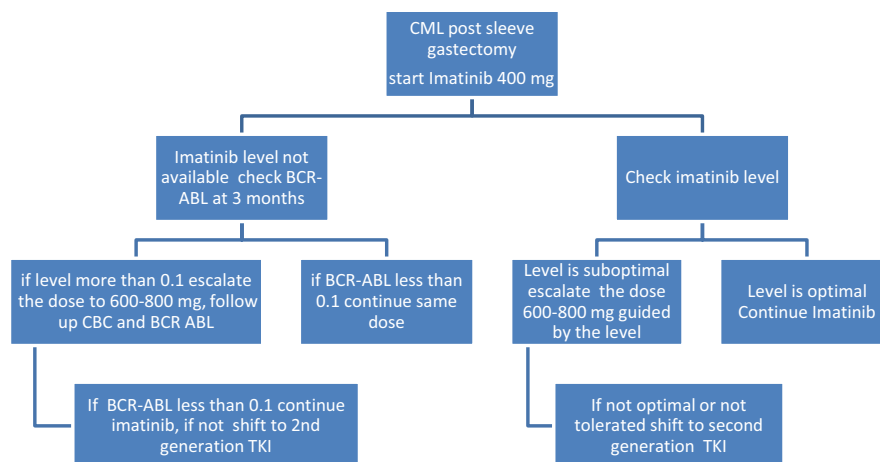 CML post sleeve
gastectomy
start Imatinib 400 mg
Imatinib level not
available check BCR-
ABL at 3 months
Check imatinib level
if level more than 0.1 escalate
the dose to 600-800 mg, follow
up CBC and BCR ABL
if BCR-ABL less than
0.1 continue same
dose
Level is suboptimal
escalate the dose
600-800 mg guided
by the level
Level is optimal
Continue Imatinib
If BCR-ABL less than 0.1 continue
imatinib, if not shift to 2nd
generation TKI
If not optimal or not
tolerated shift to second
generation TKI